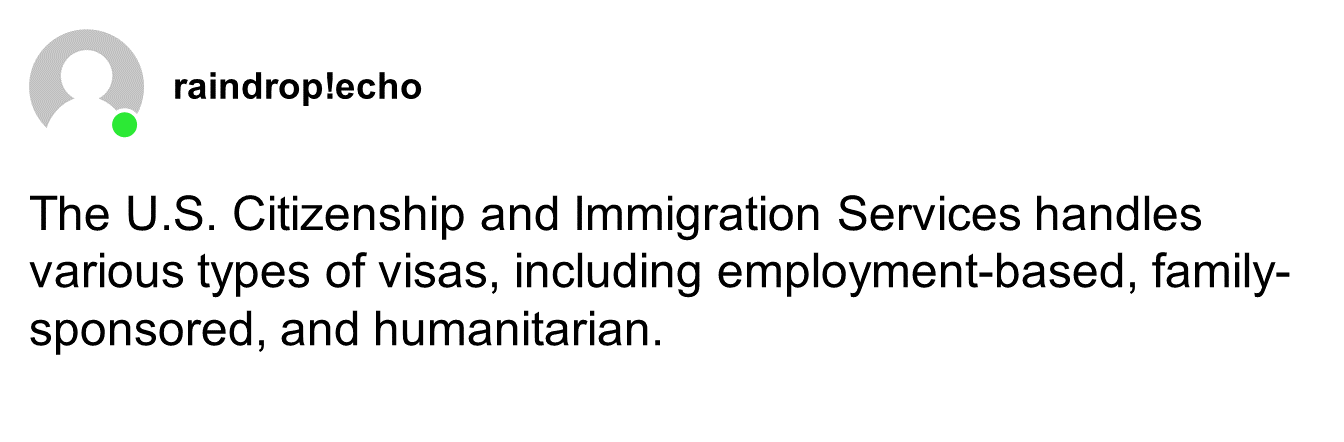 raindrop!echo
The U.S. Citizenship and Immigration Services handles
various types of visas, including employment-based, family-
sponsored, and humanitarian.